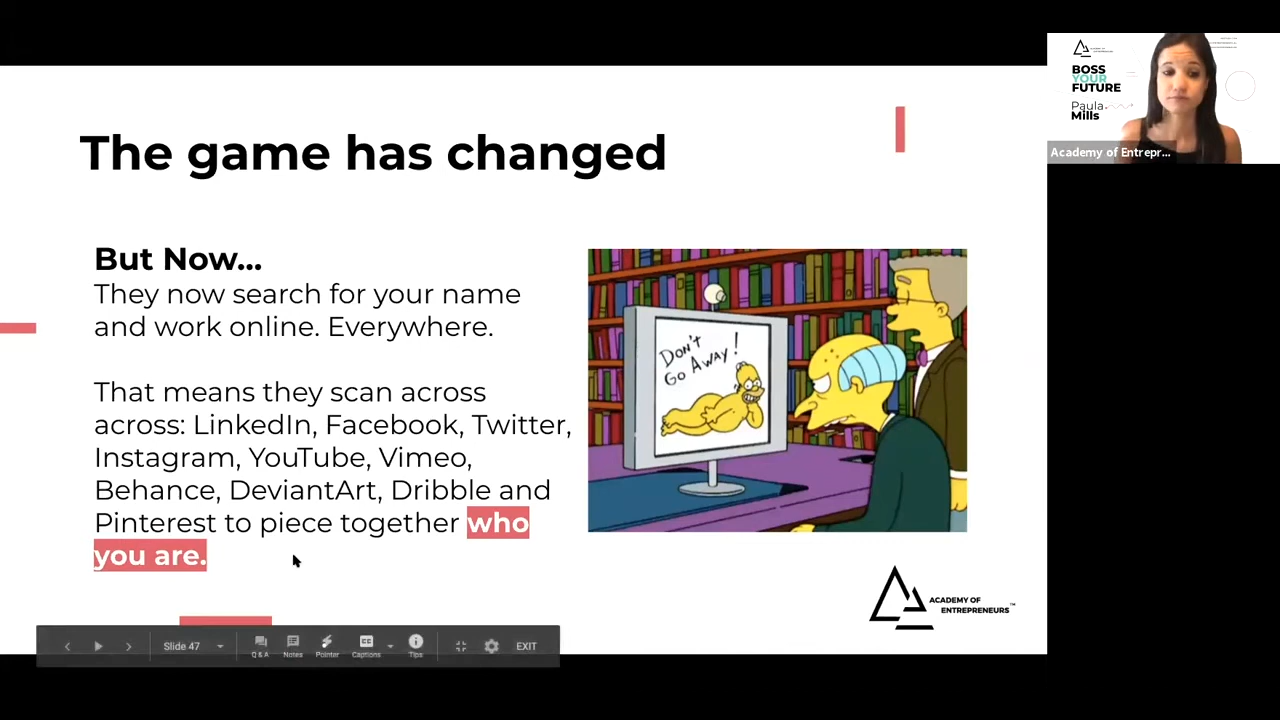 The game has changed
But Now...
They now search for your name
and work online. Everywhere.
That means they scan across
across: LinkedIn, Facebook, Twitter,
Instagram, YouTube, Vimeo,
Behance, DeviantArt, Dribble and
Pinterest to piece together who
you are.
DON'T
GO AWAY!
ACADEMY OF
ENTREPRENEURS™
Slide 47
Q & A
Notes
Pointer
Captions
Tips
EXIT
BOSS
YOUR
FUTURE
Paula
Mills
Academy of Entrepr...